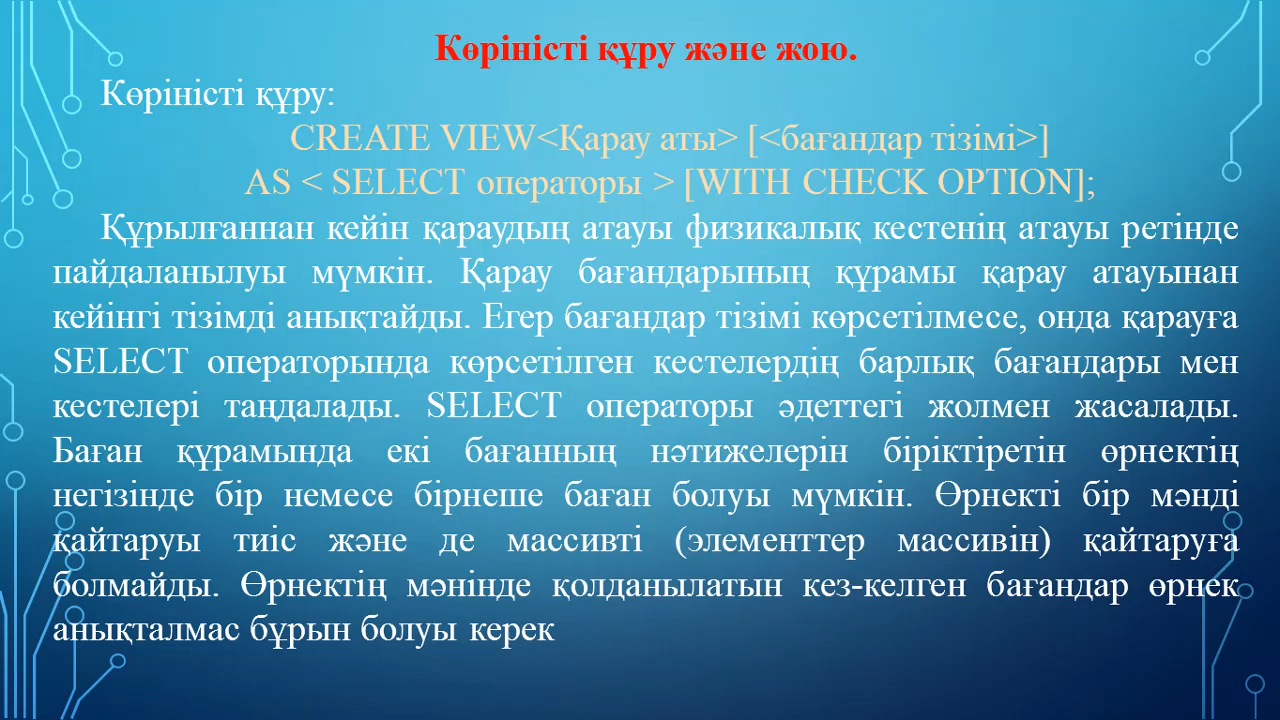 Көріністі құру және жою.
Көріністі құру:
CREATE VIEW<Қарау аты> [<бағандар тізімі>]
AS < SELECT операторы > [WITH CHECK OPTION];
Құрылғаннан кейін қараудың атауы физикалық кестенің атауы ретінде
пайдаланылуы мүмкін. Қарау бағандарының құрамы қарау атауынан
кейінгі тізімді анықтайды. Егер бағандар тізімі көрсетілмесе, онда қарауға
SELECT операторында көрсетілген кестелердің барлық бағандары мен
кестелері таңдалады. SELECT операторы әдеттегі жолмен жасалады.
Баған құрамында екі бағанның нәтижелерін біріктіретін өрнектің
негізінде бір немесе бірнеше баған болуы мүмкін. Өрнекті бір мәнді
қайтаруы тиіс және де массивті (элементтер массивін) қайтаруға
болмайды. Өрнектің мәнінде қолданылатын кез-келген бағандар өрнек
анықталмас бұрын болуы керек